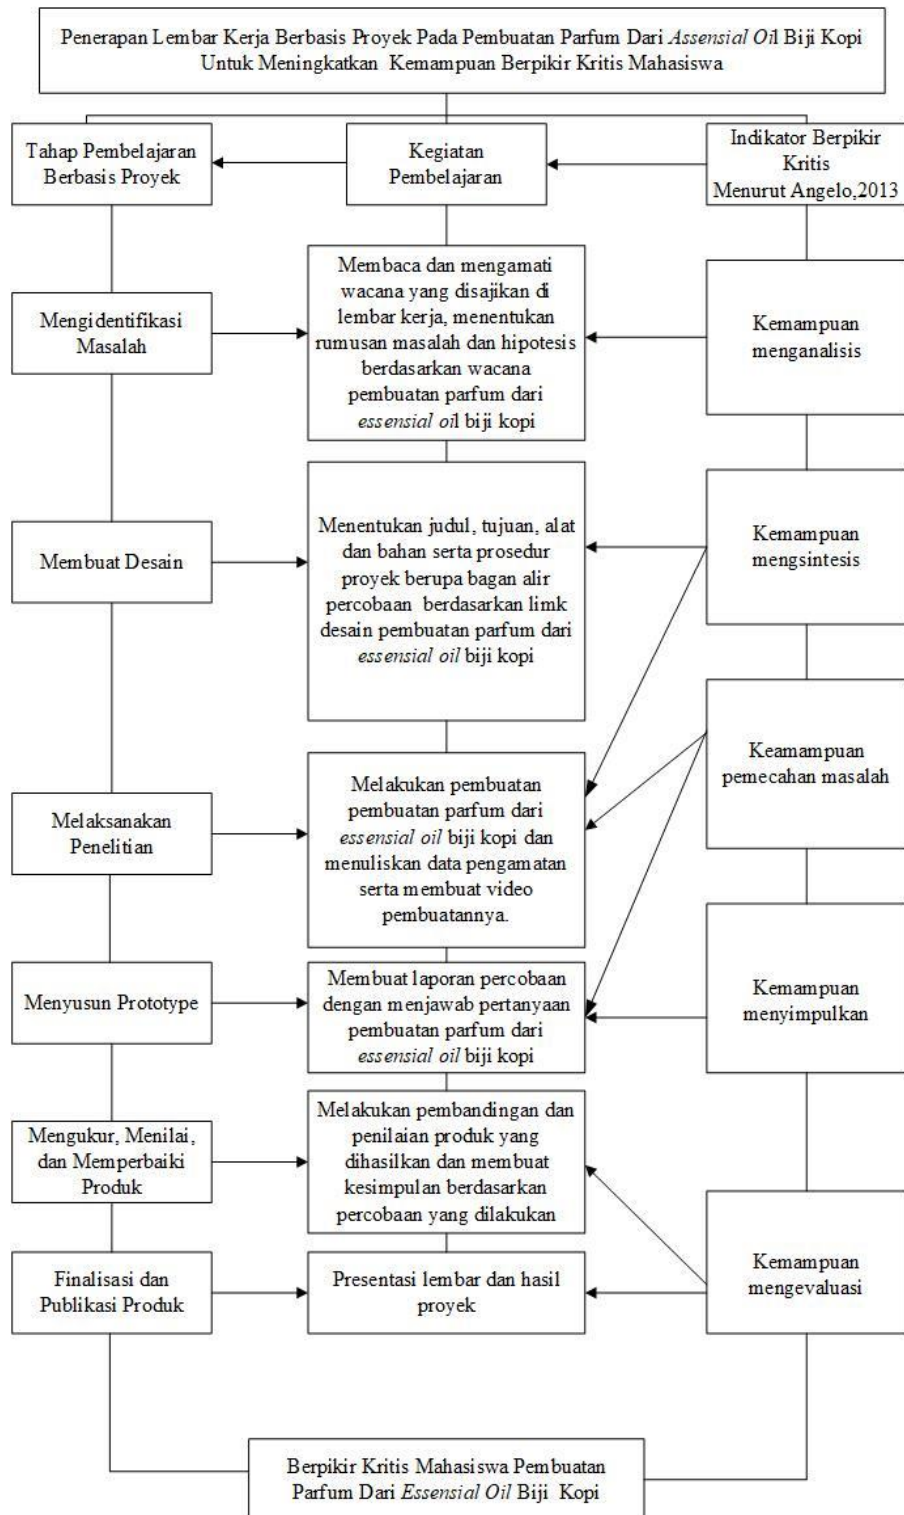 Penerapan Lembar Kerja Berbasis Proyek Pada Pembuatan Parfum Dari Assensial Oil Biji Kopi
Untuk Meningkatkan Kemampuan Berpikir Kritis Mahasiswa
Tahap Pembelajaran
Berbasis Proyek
Kegiatan
Pembelajaran
Indikator Berpikir
Kritis
Menurut Angelo,2013
Mengidentifikasi
Masalah
Membaca dan mengamati
wacana yang disajikan di
lembar kerja, menentukan
rumusan masalah dan hipotesis
berdasarkan wacana
pembuatan parfum dari
essensial oil biji kopi
Kemampuan
menganalisis
Membuat Desain
Menentukan judul, tujuan, alat
dan bahan serta prosedur
proyek berupa bagan alir
percobaan berdasarkan limk
desain pembuatan parfum dari
essensial oil biji kopi
Kemampuan
mengsintesis
Keamampuan
pemecahan masalah
Melaksanakan
Penelitian
Melakukan pembuatan
pembuatan parfum dari
essensial oil biji kopi dan
menuliskan data pengamatan
serta membuat video
pembuatannya.
Menyusun Prototype
Membuat laporan percobaan
dengan menjawab pertanyaan
pembuatan parfum dari
essensial oil biji kopi
Kemampuan
menyimpulkan
Mengukur, Menilai,
dan Memperbaiki
Produk
Melakukan pembandingan dan
penilaian produk yang
dihasilkan dan membuat
kesimpulan berdasarkan
percobaan yang dilakukan
Kemampuan
mengevaluasi
Finalisasi dan
Publikasi Produk
Presentasi lembar dan hasil
proyek
Berpikir Kritis Mahasiswa Pembuatan
Parfum Dari Essensial Oil Biji Kopi